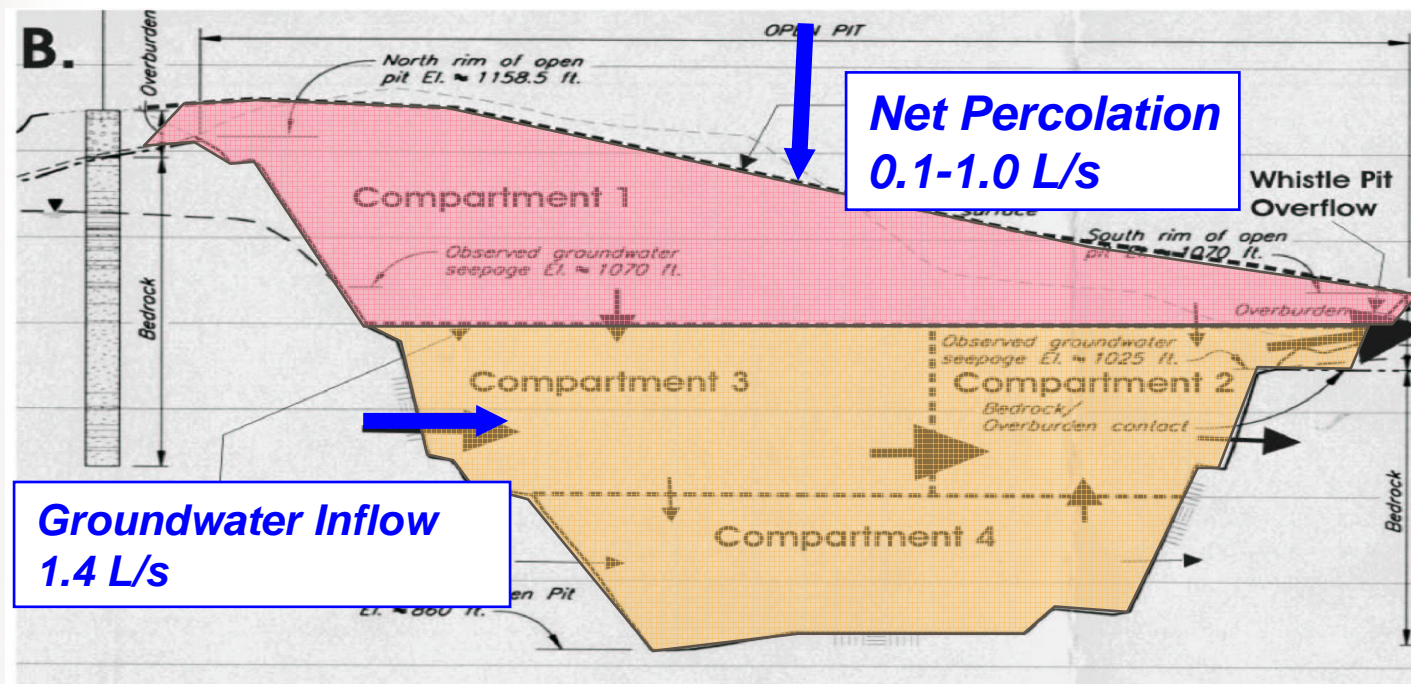 B.
OPEN PIT
Overburden
North rim of open
pit El. ≈ 1158.5 ft.
Net Percolation
0.1-1.0 L/s
Compartment 1
Whistle Pit
Overflow
surface
South rim of open
pit El. ≈ 1070 ft.
Observed groundwater
seepage El. ≈ 1070 ft.
Bedrock
Overburden
Observed groundwater
seepage El. ≈ 1025 ft.
Compartment 3
Compartment 2
Bedrock/
Overburden contact
Groundwater Inflow
1.4 L/s
Compartment 4
Bedrock
Pit
El. ≈ 860 ft.